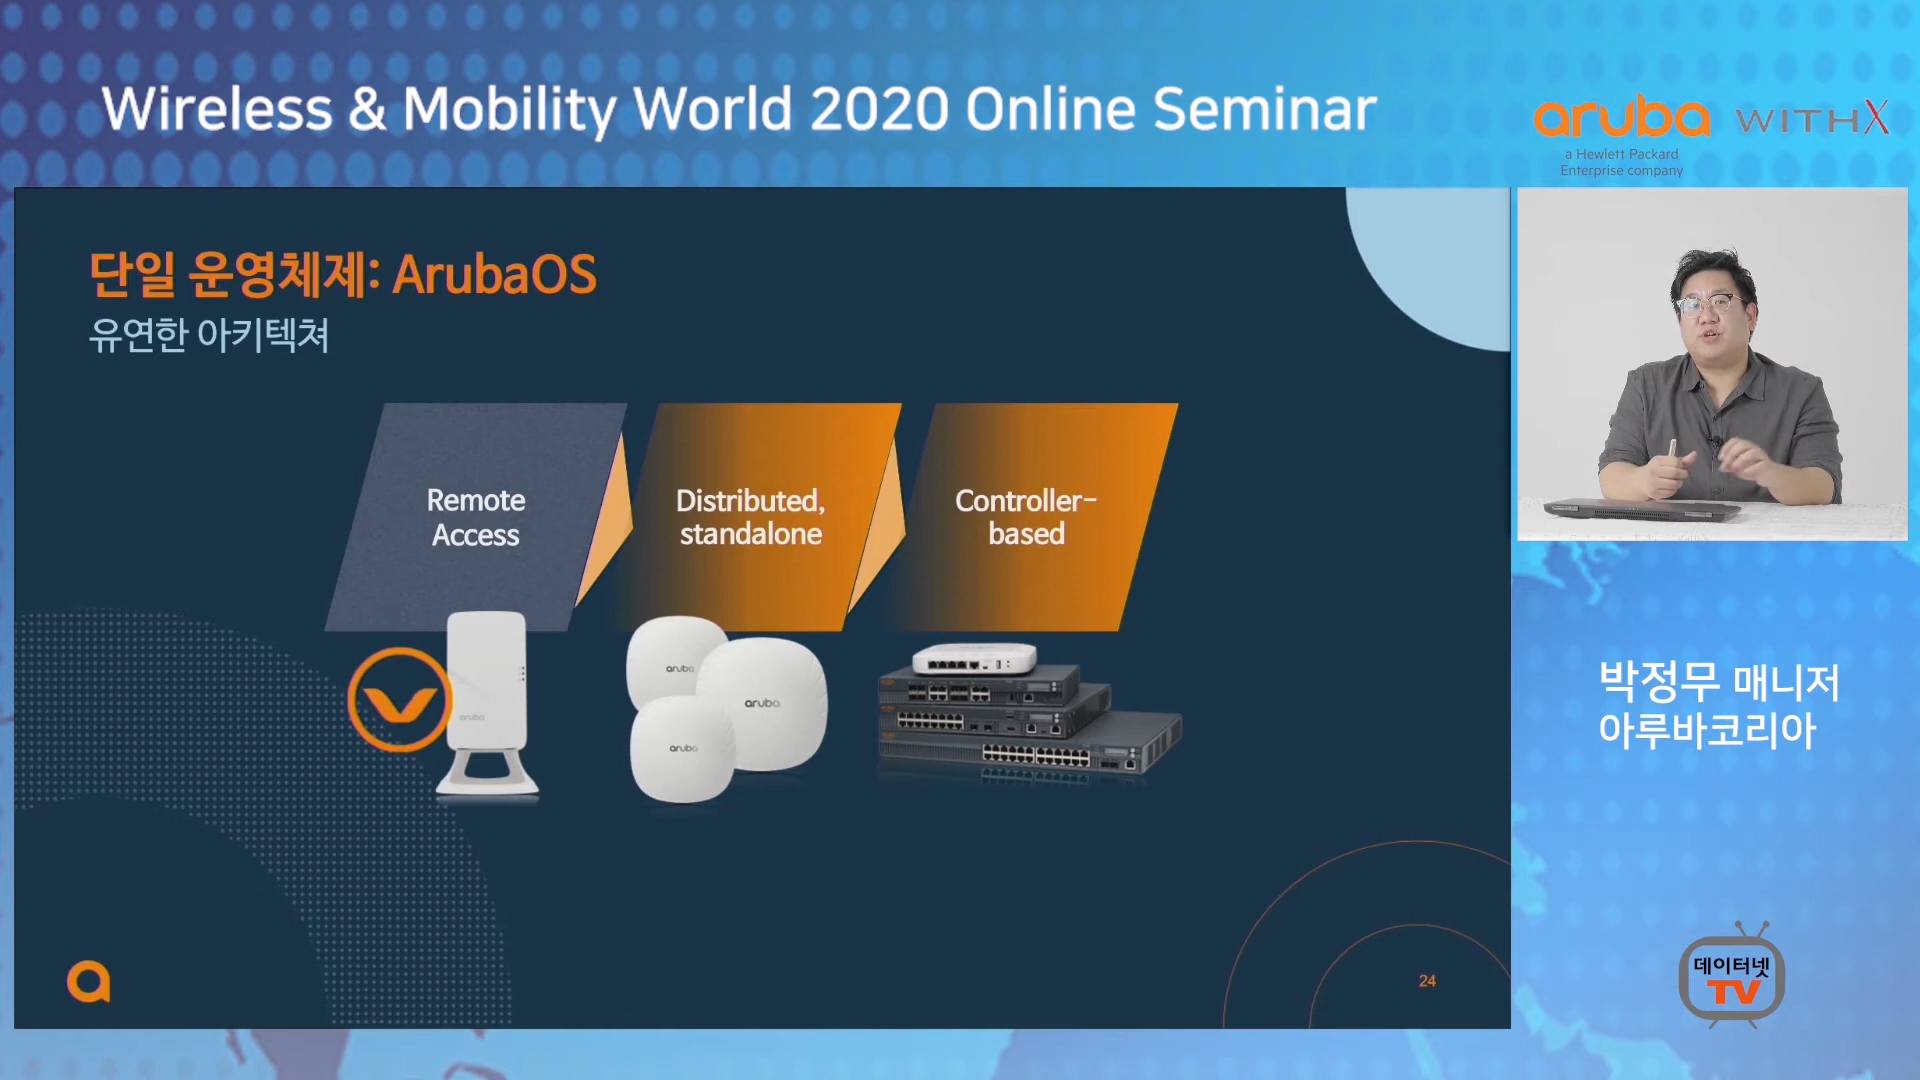 Wireless & Mobility World 2020 Online Seminar
aruba
a Hewlett Packard
Enterprise company
WITHX
단일 운영체제: ArubaOS
유연한 아키텍쳐
Remote
Access
Distributed,
standalone
Controller-
based
aruba
aruba
aruba
aruba
24
박정무 매니저
아루바코리아
데이터넷
TV